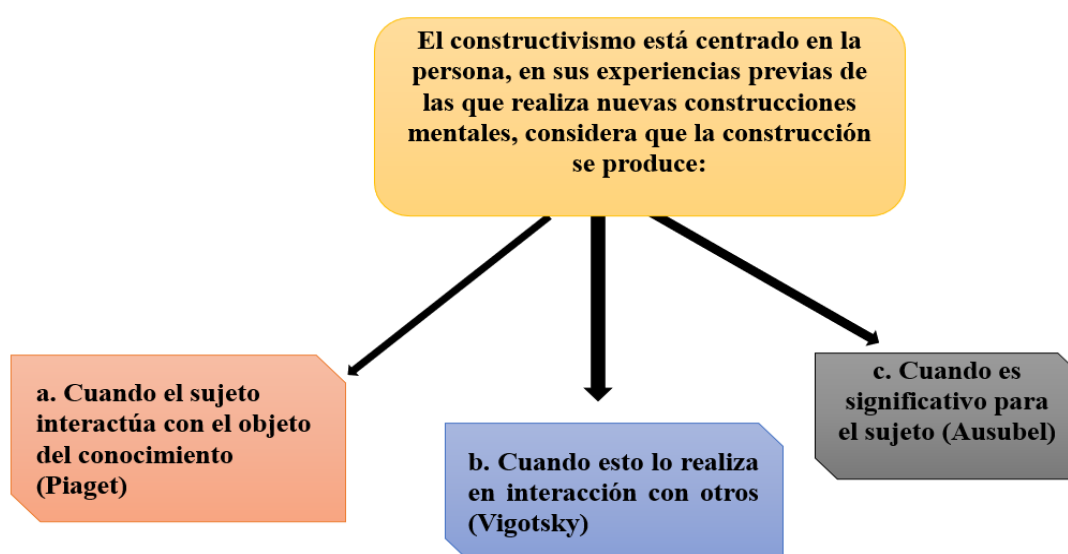 El constructivismo está centrado en la
persona, en sus experiencias previas de
las que realiza nuevas construcciones
mentales, considera que la construcción
se produce:
a. Cuando el sujeto
interactúa con el objeto
del conocimiento
(Piaget)
b. Cuando esto lo realiza
en interacción con otros
(Vigotsky)
c. Cuando es
significativo para
el sujeto (Ausubel)